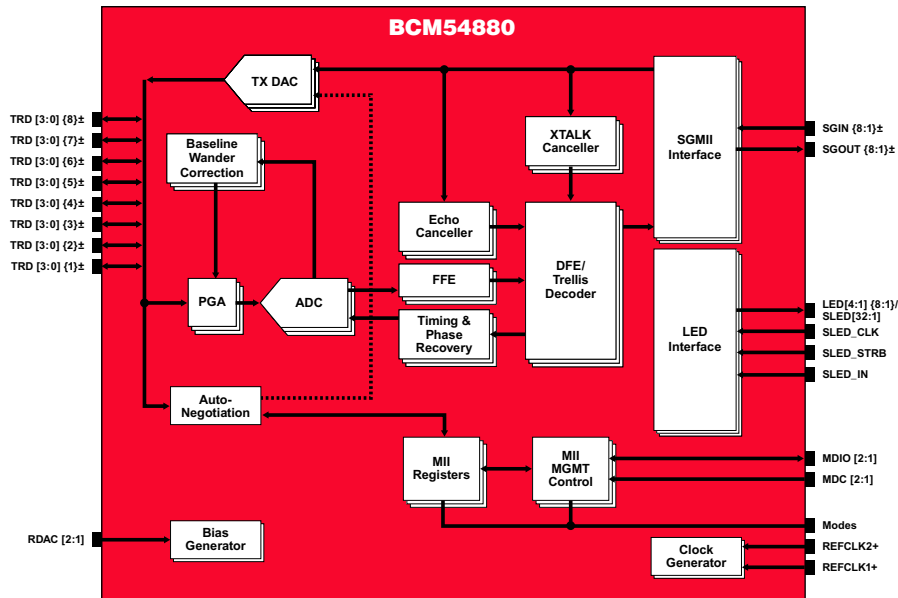 BCM54880
TX DAC
TRD [3:0] {8}±
TRD [3:0] {7}±
TRD [3:0] {6}±
TRD [3:0] {5}±
TRD [3:0] {4}±
TRD [3:0] {3}±
TRD [3:0] {2}±
TRD [3:0] {1}±
Baseline
Wander
Correction
XTALK
Canceller
SGMII
Interface
SGIN {8:1}±
SGOUT {8:1}±
Echo
Canceller
DFE/
Trellis
Decoder
PGA
ADC
FFE
Timing &
Phase
Recovery
LED
Interface
LED[4:1] {8:1}/
SLED[32:1]
SLED_CLK
SLED_STRB
SLED_IN
Auto-
Negotiation
MII
Registers
MII
MGMT
Control
MDIO [2:1]
MDC [2:1]
Modes
RDAC [2:1]
Bias
Generator
Clock
Generator
REFCLK2+
REFCLK1+